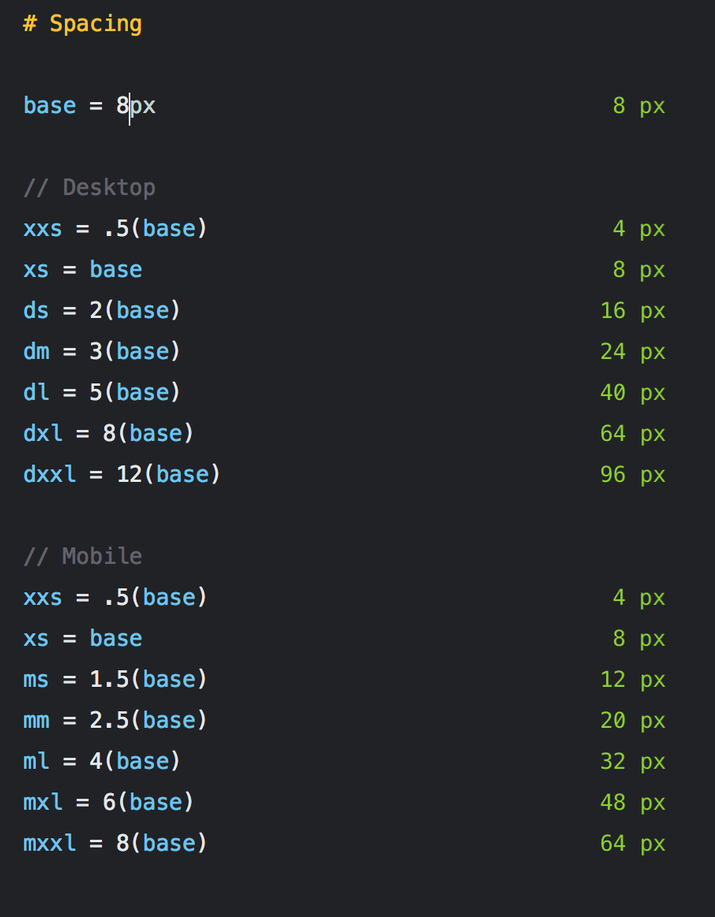 # Spacing
base = 8px 8 px
// Desktop
xxs = .5(base) 4 px
xs = base 8 px
ds = 2(base) 16 px
dm = 3(base) 24 px
dl = 5(base) 40 px
dxl = 8(base) 64 px
dxxl = 12(base) 96 px
// Mobile
xxs = .5(base) 4 px
xs = base 8 px
ms = 1.5(base) 12 px
mm = 2.5(base) 20 px
ml = 4(base) 32 px
mxl = 6(base) 48 px
mxxl = 8(base) 64 px